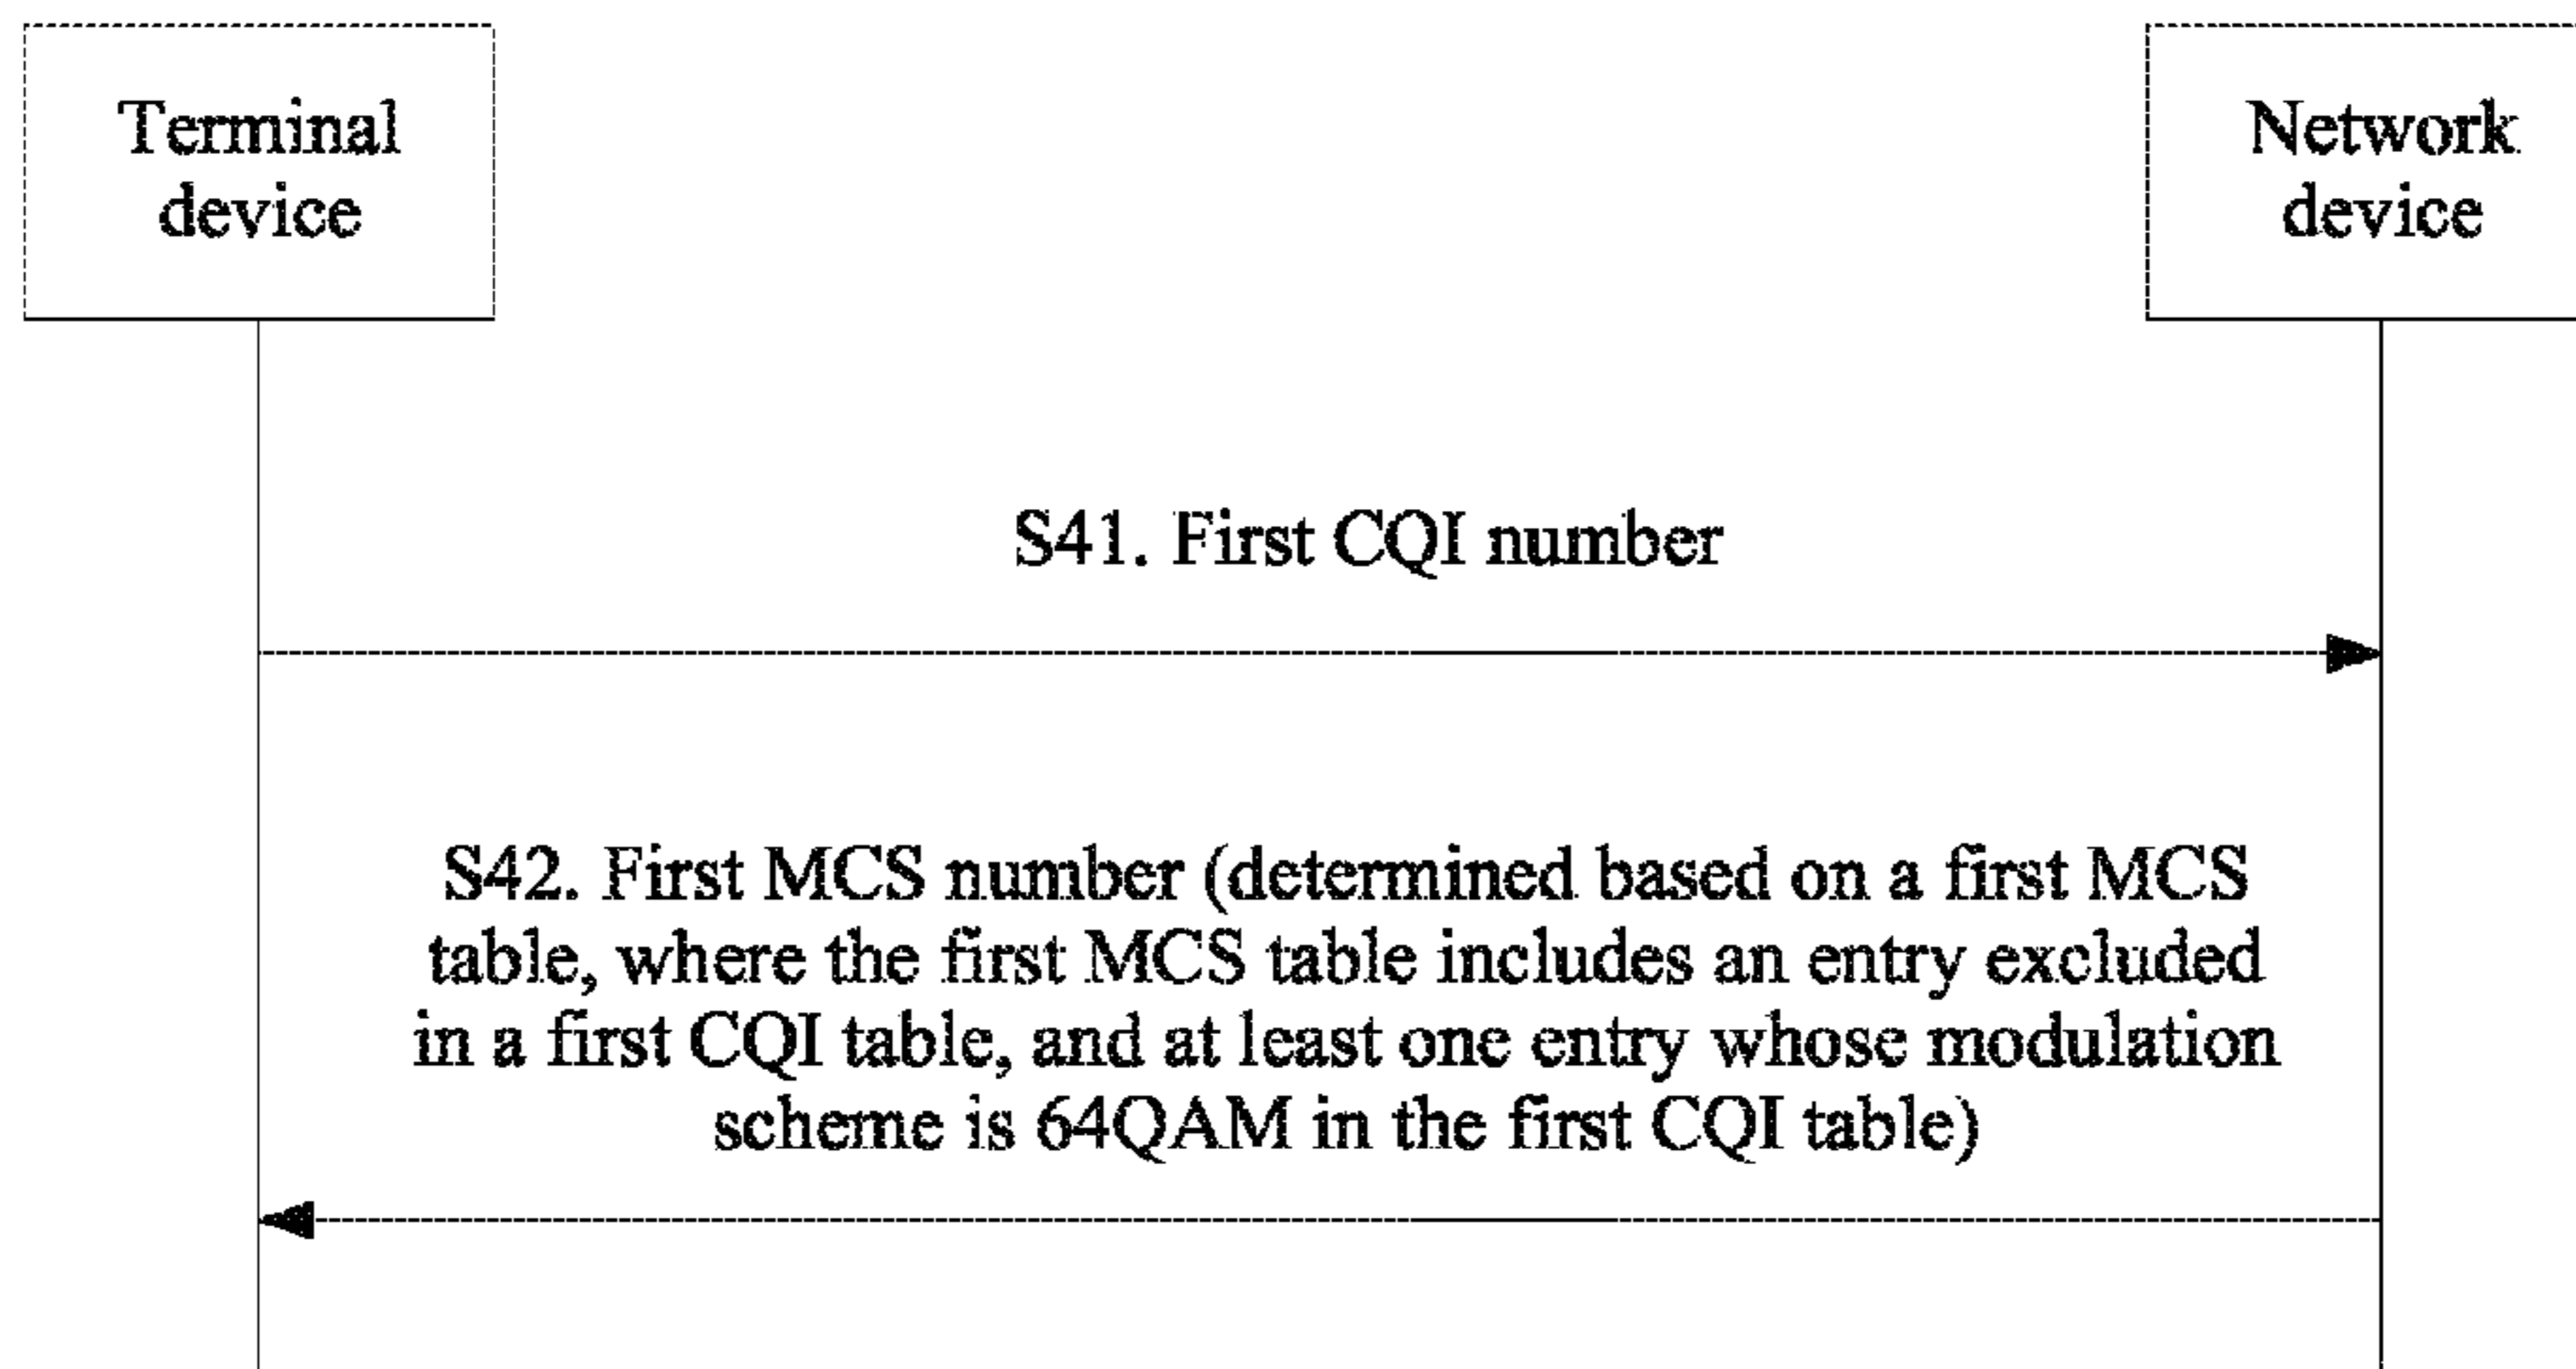 Terminal
device
Network
device
S41. First CQI number
S42. First MCS number (determined based on a first MCS
table, where the first MCS table includes an entry excluded
in a first CQI table, and at least one entry whose modulation
scheme is 64QAM in the first CQI table)